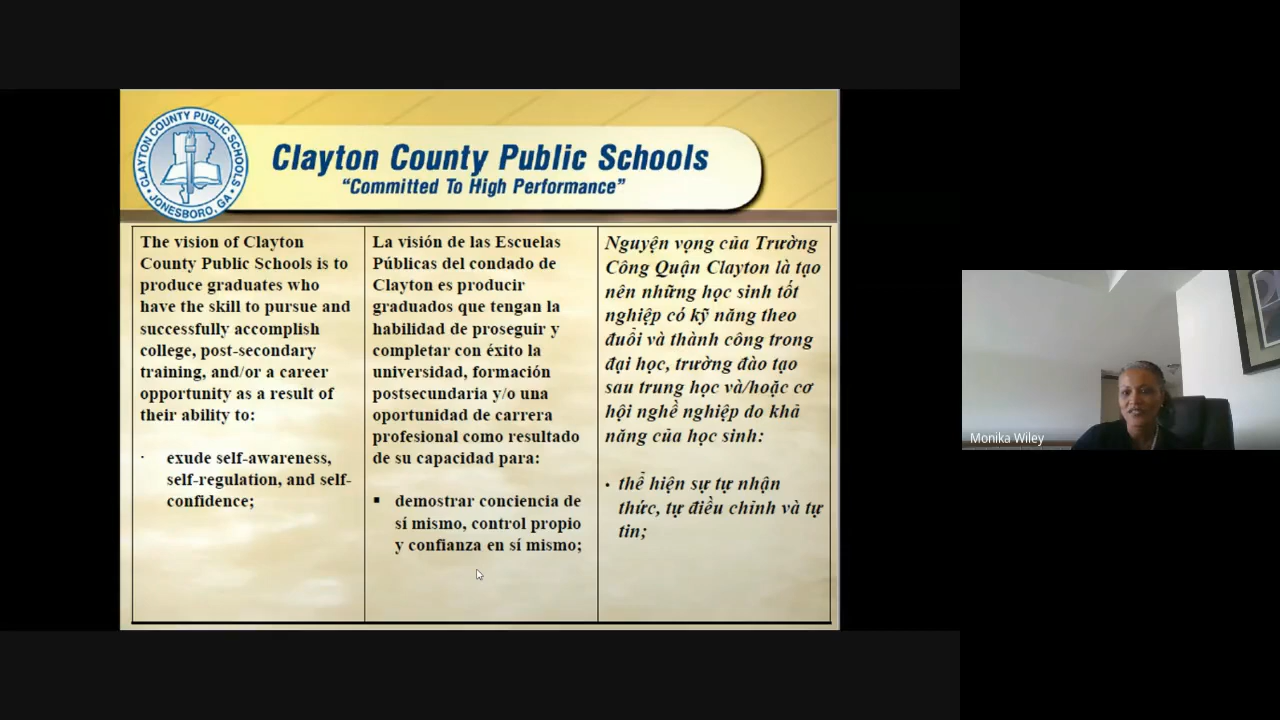 CLAYTON COUNTY PUBLIC SCHOOLS
• JONESBORO, GA •
Clayton County Public Schools
“Committed To High Performance”
The vision of Clayton
County Public Schools is to
produce graduates who
have the skill to pursue and
successfully accomplish
college, post-secondary
training, and/or a career
opportunity as a result of
their ability to:
· exude self-awareness,
self-regulation, and self-
confidence;
La visión de las Escuelas
Públicas del condado de
Clayton es producir
graduados que tengan la
habilidad de proseguir y
completar con éxito la
universidad, formación
postsecundaria y/o una
oportunidad de carrera
profesional como resultado
de su capacidad para:
▪ demostrar conciencia de
sí mismo, control propio
y confianza en sí mismo;
Nguyện vọng của Trường
Công Quận Clayton là tạo
nên những học sinh tốt
nghiệp có kỹ năng theo
đuổi và thành công trong
đại học, trường đào tạo
sau trung học và/hoặc cơ
hội nghề nghiệp do khả
năng của học sinh:
• thể hiện sự tự nhận
thức, tự điều chỉnh và tự
tin;
Monika Wiley